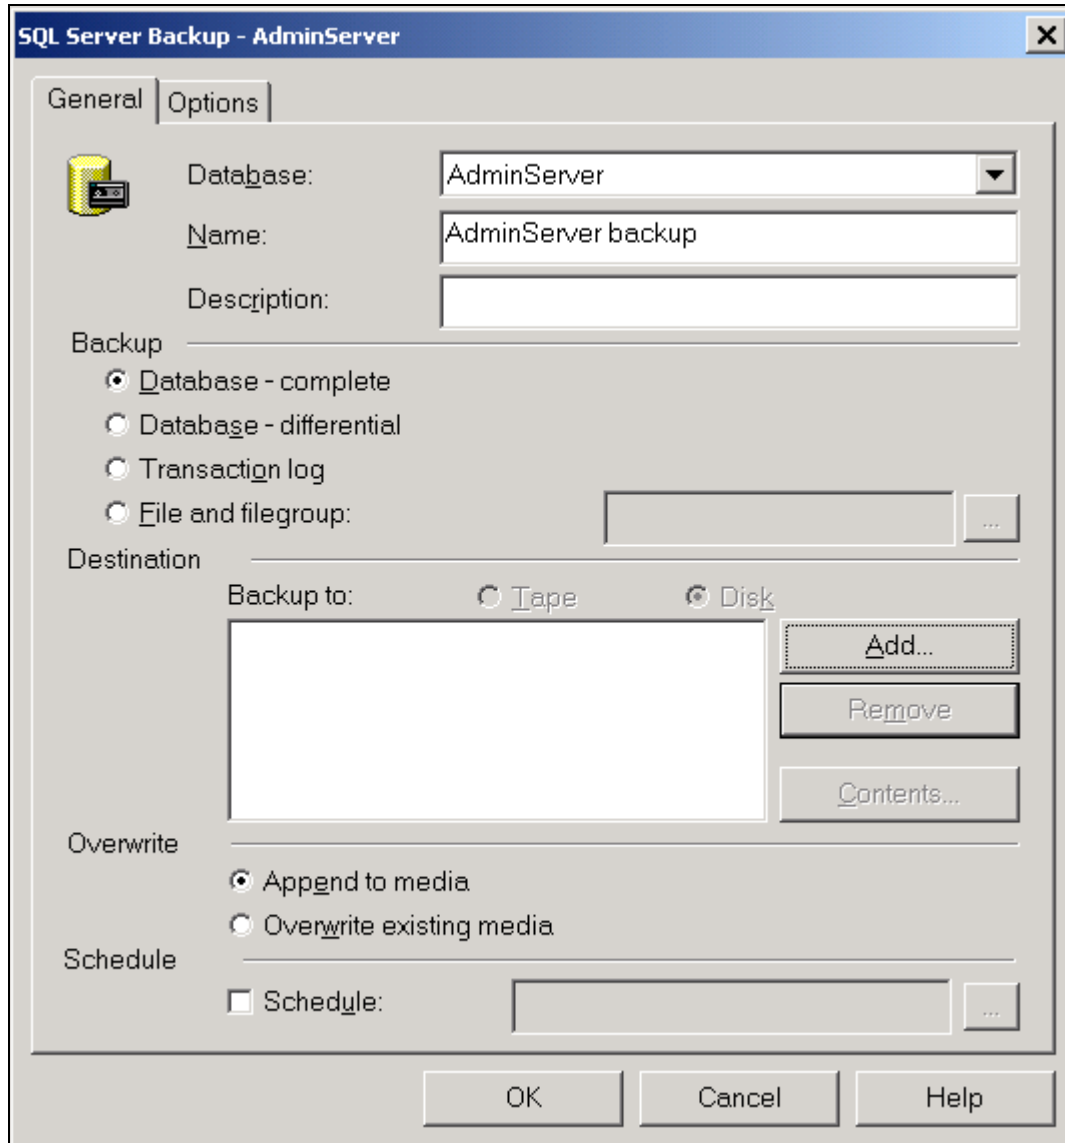 SQL Server Backup - AdminServer
General Options
Database: AdminServer
Name: AdminServer backup
Description:
Backup
Database - complete
Database - differential
Transaction log
File and filegroup: ...
Destination
Backup to: Tape Disk
Add...
Remove
Contents...
Overwrite
Append to media
Overwrite existing media
Schedule
Schedule: ...
OK Cancel Help